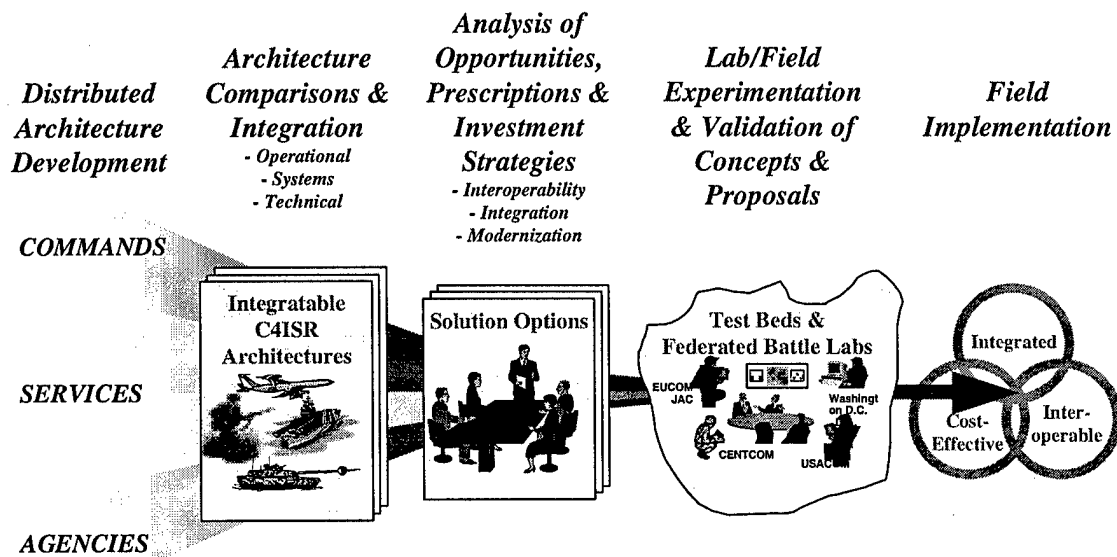 Distributed
Architecture
Development
Architecture
Comparisons &
Integration
- Operational
- Systems
- Technical
Analysis of
Opportunities,
Prescriptions &
Investment
Strategies
- Interoperability
- Integration
- Modernization
Lab/Field
Experimentation
& Validation of
Concepts &
Proposals
Field
Implementation
COMMANDS
SERVICES
AGENCIES
Integratable
C4ISR
Architectures
Solution Options
Test Beds &
Federated Battle Labs
EUCOM
JAC
Washingt
on D.C.
CENTCOM
USACOM
Integrated
Cost-
Effective
Inter-
operable